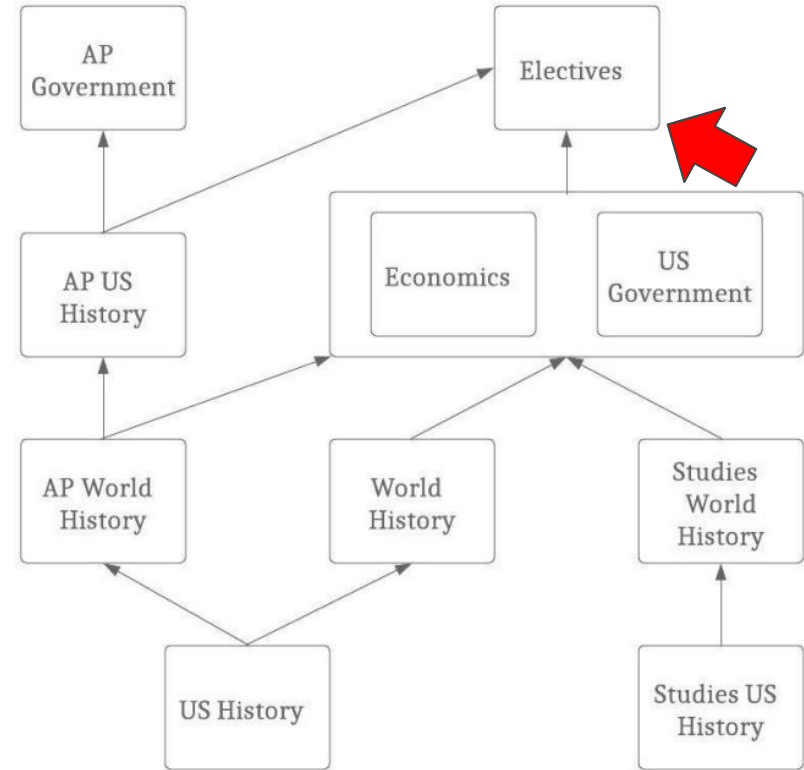 AP
Government
Electives
AP US
History
Economics
US
Government
AP World
History
World
History
Studies
World
History
US History
Studies US
History